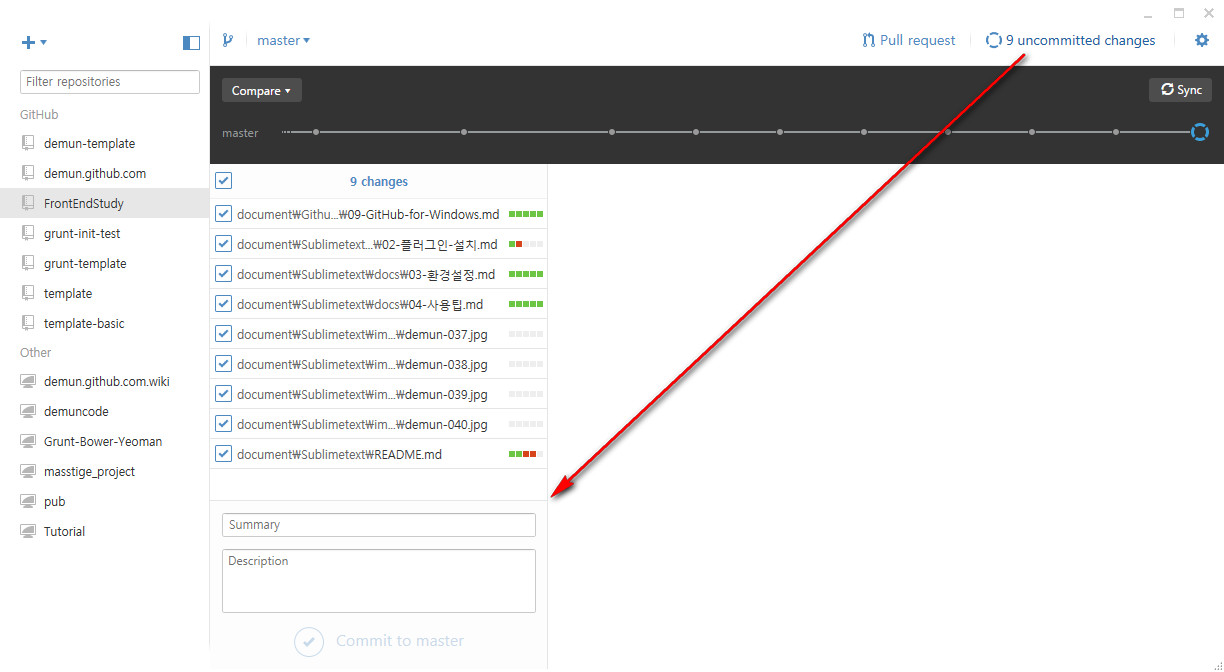 master
Pull request
9 uncommitted changes
Filter repositories
GitHub
demun-template
demun.github.com
FrontEndStudy
grunt-init-test
grunt-template
template
template-basic
Other
demun.github.com.wiki
demuncode
Grunt-Bower-Yeoman
masstige_project
pub
Tutorial
Compare
Sync
master
9 changes
document₩Githu...₩09-GitHub-for-Windows.md
document₩Sublimetext...₩02-플러그인-설치.md
document₩Sublimetext₩docs₩03-환경설정.md
document₩Sublimetext₩docs₩04-사용팁.md
document₩Sublimetext₩im...₩demun-037.jpg
document₩Sublimetext₩im...₩demun-038.jpg
document₩Sublimetext₩im...₩demun-039.jpg
document₩Sublimetext₩im...₩demun-040.jpg
document₩Sublimetext₩README.md
Summary
Description
Commit to master